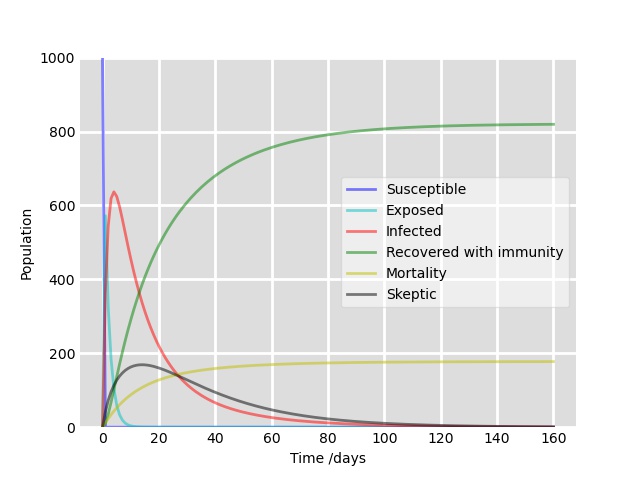 1000
800
600
400
200
0
Population
Susceptible
Exposed
Infected
Recovered with immunity
Mortality
Skeptic
0 20 40 60 80 100 120 140 160
Time /days